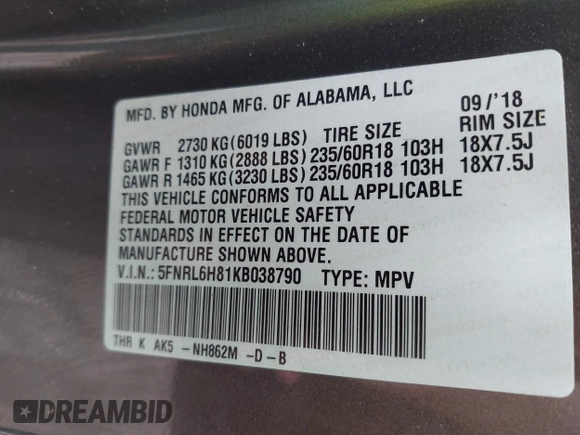 MFD. BY HONDA MFG. OF ALABAMA, LLC 09/'18
GVWR 2730 KG(6019 LBS) TIRE SIZE RIM SIZE
GAWR F 1310 KG(2888 LBS) 235/60R18 103H 18X7.5J
GAWR R 1465 KG(3230 LBS) 235/60R18 103H 18X7.5J
THIS VEHICLE CONFORMS TO ALL APPLICABLE
FEDERAL MOTOR VEHICLE SAFETY
STANDARDS IN EFFECT ON THE DATE OF
MANUFACTURE SHOWN ABOVE.
V.I.N.: 5FNRL6H81KB038790 TYPE: MPV
THR K AK5 -NH862M -D-B
DREAMBID